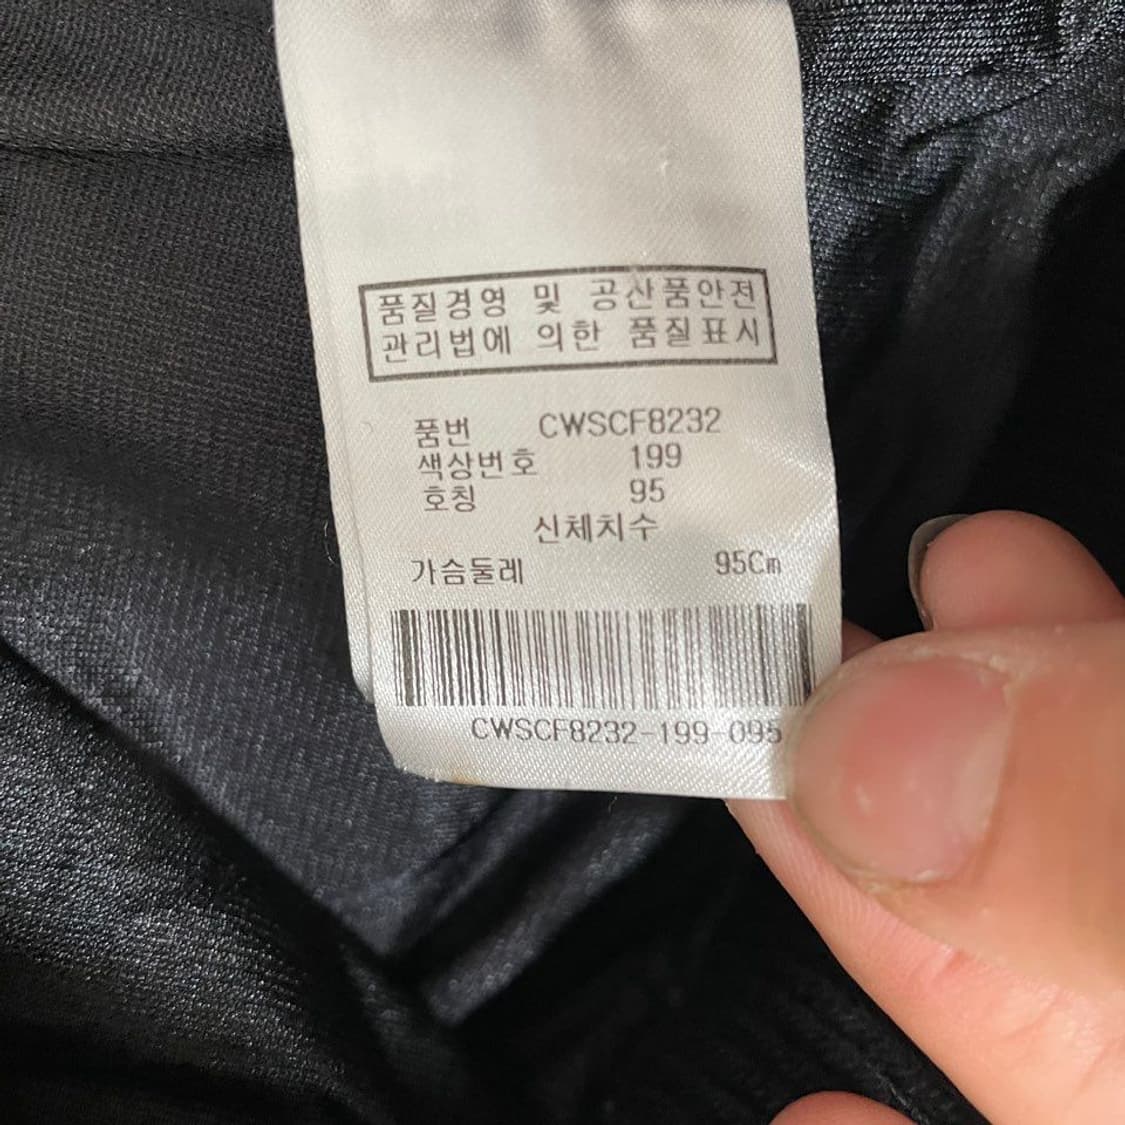 품질경영 및 공산품안전
관리법에 의한 품질표시
품번 CWSCF8232
색상번호 199
호칭 95
신체치수
가슴둘레 95Cm
CWSCF8232-199-095